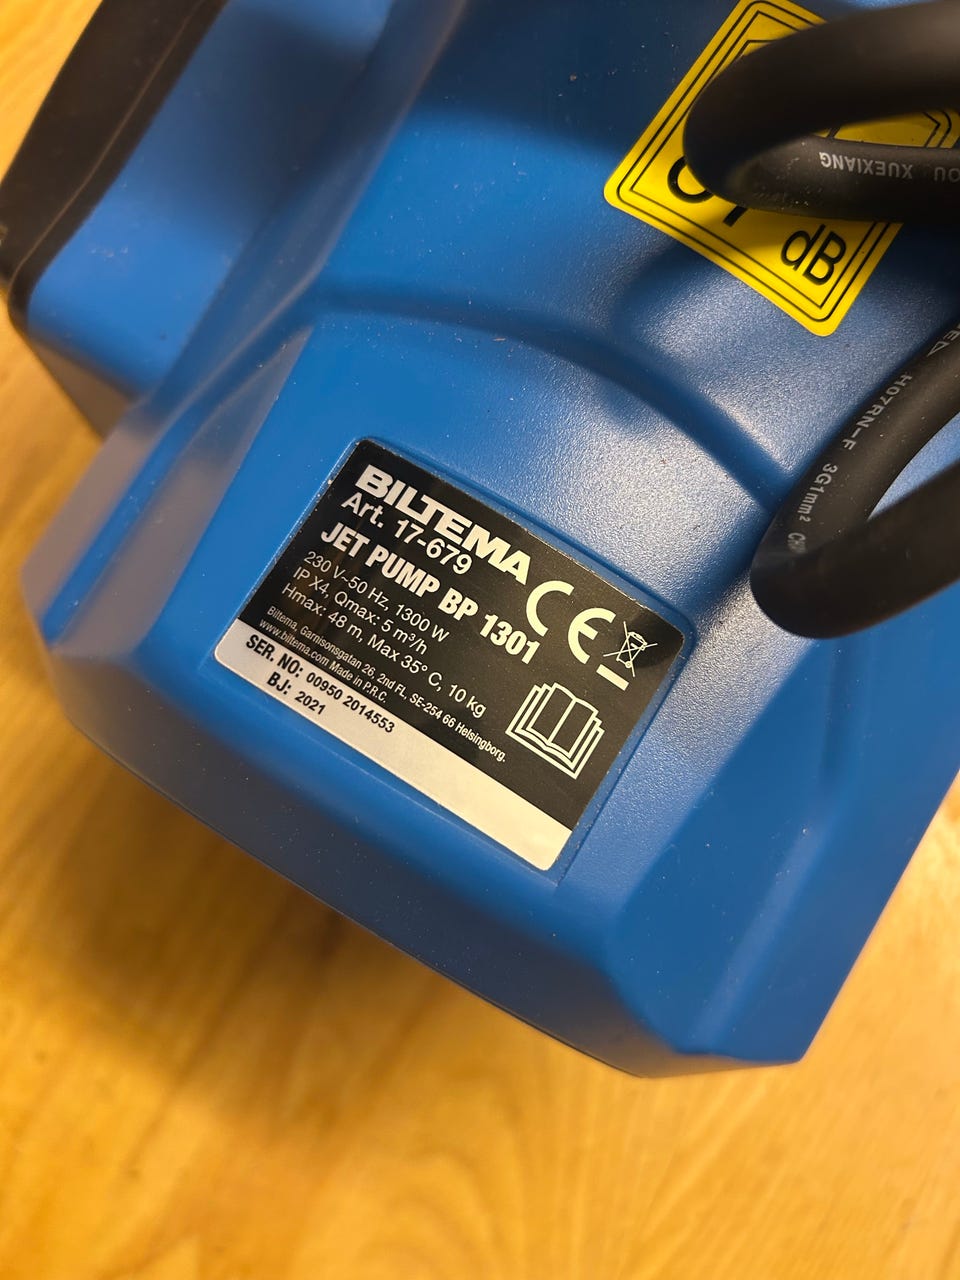 dB
XUEXIANG
H07RN-F 3G1mm²
BILTEMA
Art. 17-679
JET PUMP BP 1301
230 V~50 Hz, 1300 W
IP X4, Qmax: 5 m³/h
Hmax: 48 m, Max 35° C, 10 kg
Biltema, Garnisonsgatan 26, 2nd FL, SE-254 66 Helsingborg.
www.biltema.com Made in P.R.C.
CE
SER. NO: 00950 2014553
BJ: 2021